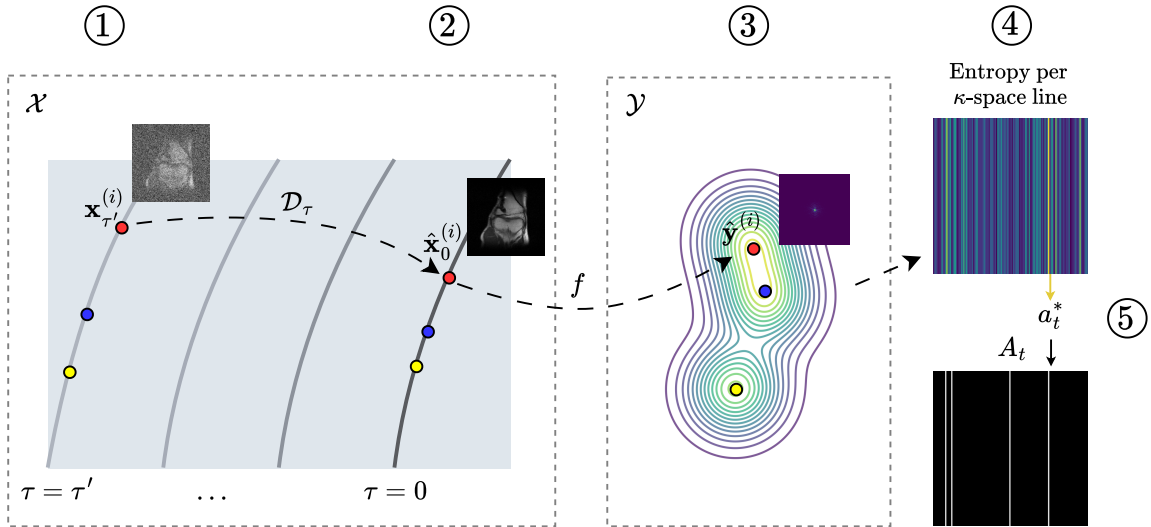 ① ② ③ ④
𝒳
𝐱_{τ′}^{(i)}
𝒟_τ
𝐱̂_0^{(i)}
τ = τ′ ... τ = 0
f
𝒴
𝐲̂^{(i)}
Entropy per
κ-space line
a_t^*
⑤
A_t